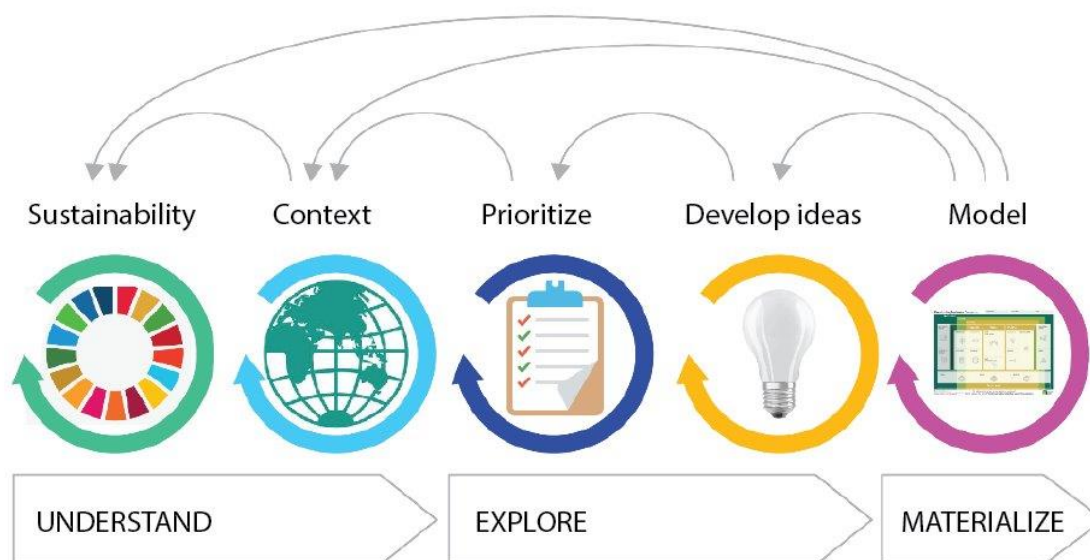 Sustainability
Context
Prioritize
Develop ideas
Model
UNDERSTAND
EXPLORE
MATERIALIZE